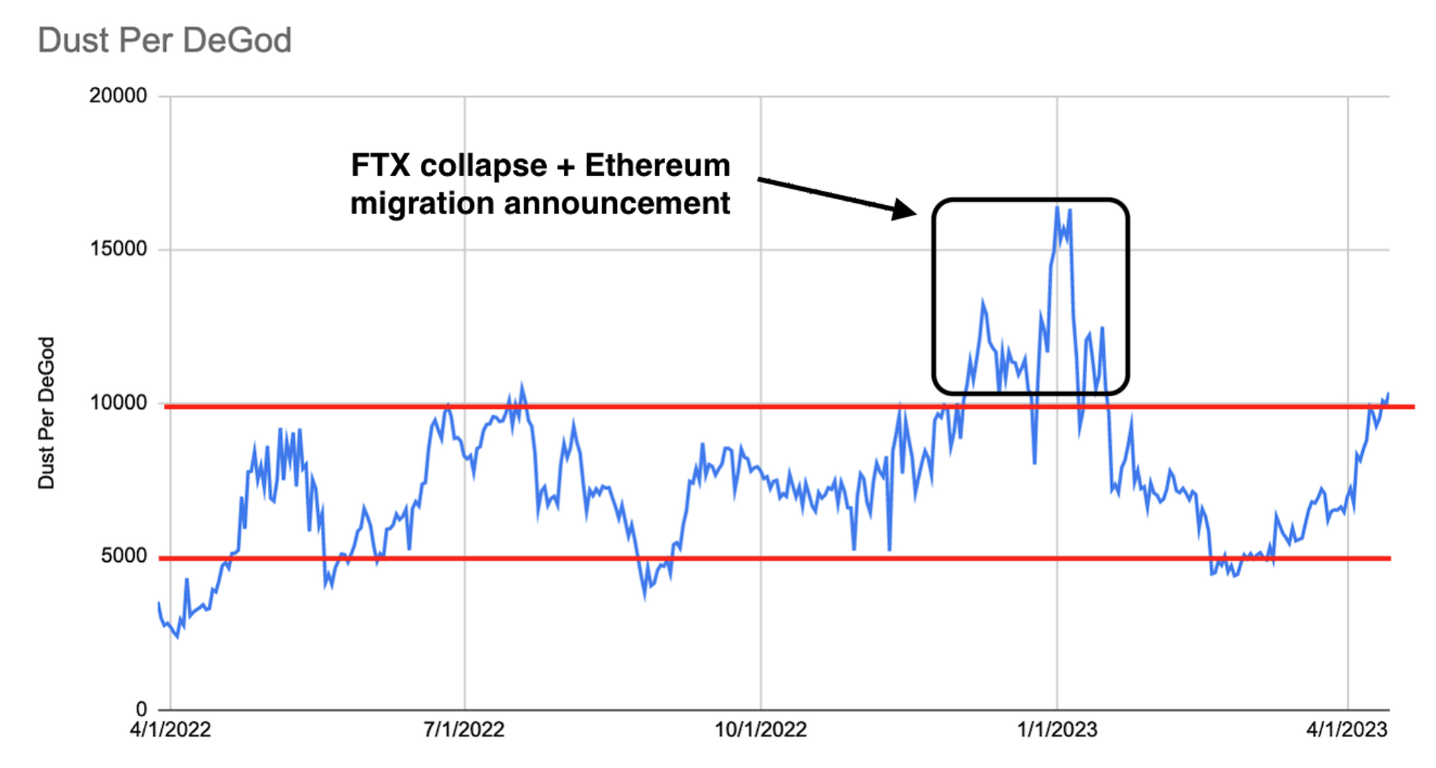 Dust Per DeGod
20000
FTX collapse + Ethereum
migration announcement
15000
Dust Per DeGod
10000
5000
0
4/1/2022
7/1/2022
10/1/2022
1/1/2023
4/1/2023